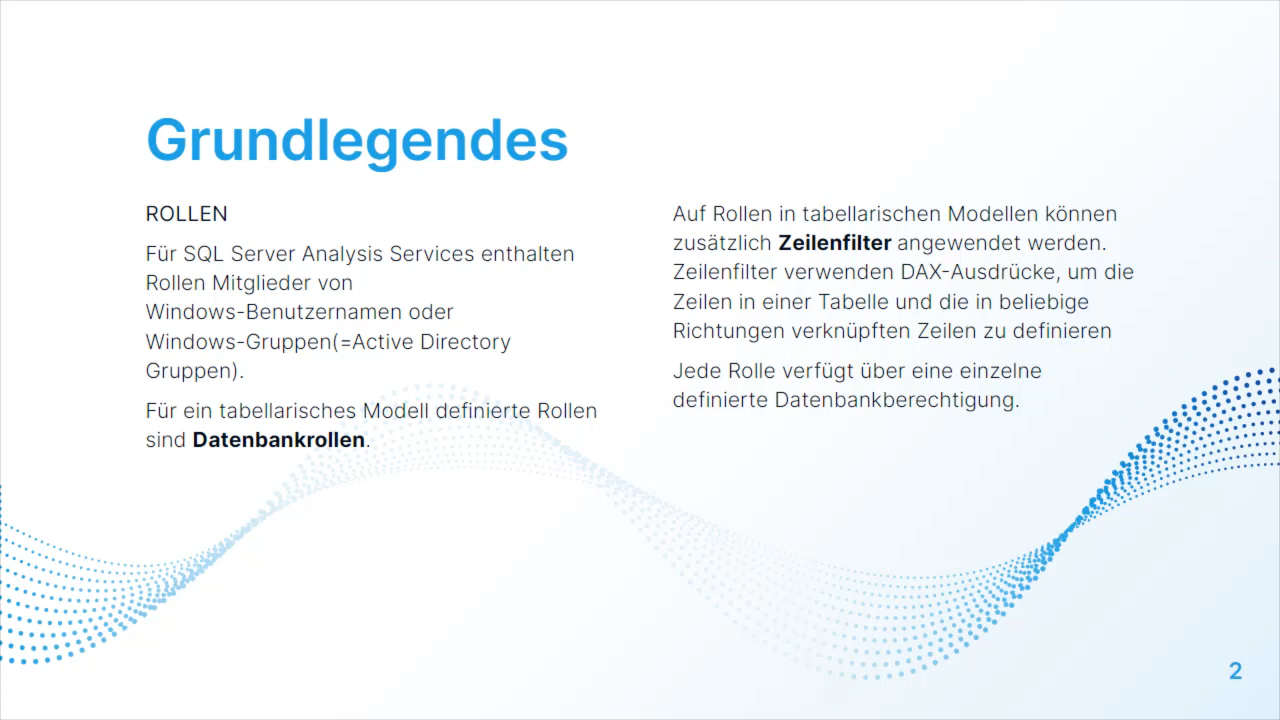 Grundlegendes
ROLLEN
Für SQL Server Analysis Services enthalten
Rollen Mitglieder von
Windows-Benutzernamen oder
Windows-Gruppen(=Active Directory
Gruppen).
Für ein tabellarisches Modell definierte Rollen
sind Datenbankrollen.
Auf Rollen in tabellarischen Modellen können
zusätzlich Zeilenfilter angewendet werden.
Zeilenfilter verwenden DAX-Ausdrücke, um die
Zeilen in einer Tabelle und die in beliebige
Richtungen verknüpften Zeilen zu definieren
Jede Rolle verfügt über eine einzelne
definierte Datenbankberechtigung.
2